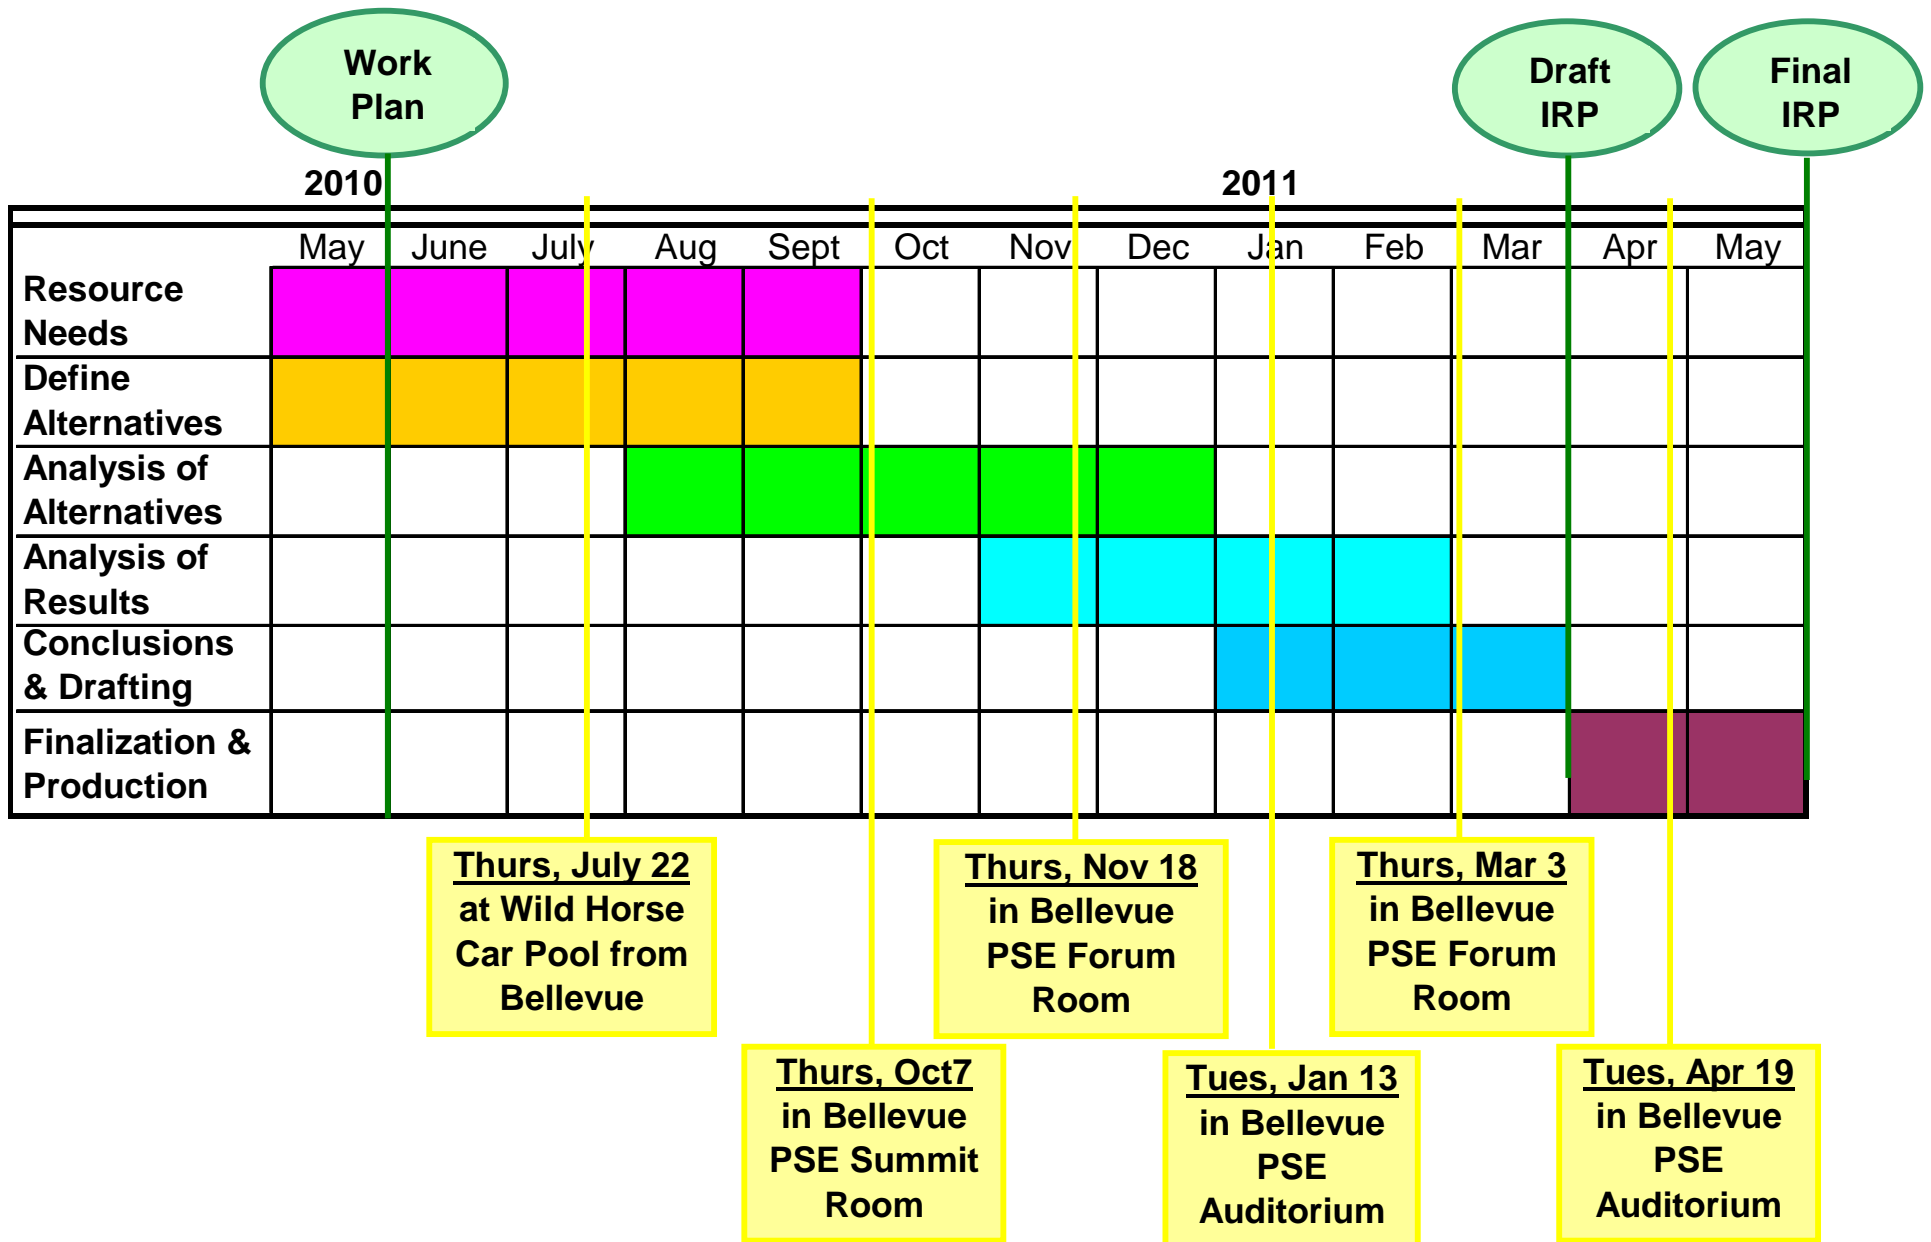 Work
Plan
Draft
IRP
Final
IRP
2010
2011
May June July Aug Sept Oct Nov Dec Jan Feb Mar Apr May
Resource
Needs
Define
Alternatives
Analysis of
Alternatives
Analysis of
Results
Conclusions
& Drafting
Finalization &
Production
Thurs, July 22
at Wild Horse
Car Pool from
Bellevue
Thurs, Nov 18
in Bellevue
PSE Forum
Room
Thurs, Mar 3
in Bellevue
PSE Forum
Room
Thurs, Oct7
in Bellevue
PSE Summit
Room
Tues, Jan 13
in Bellevue
PSE
Auditorium
Tues, Apr 19
in Bellevue
PSE
Auditorium